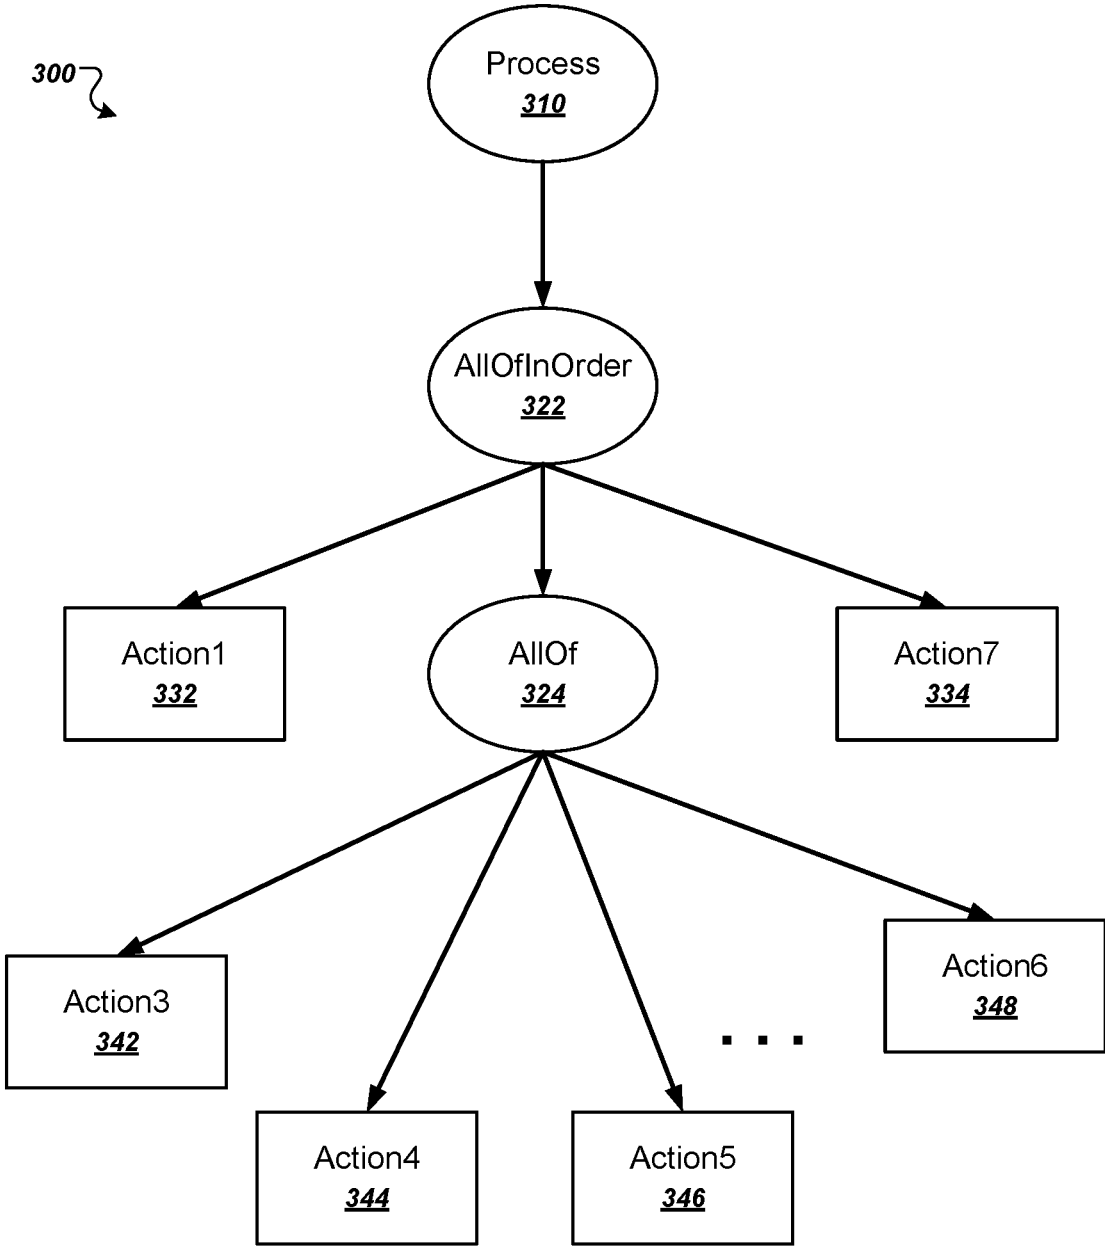 300
Process
310
AllOfInOrder
322
Action1
332
AllOf
324
Action7
334
Action3
342
Action4
344
Action5
346
. . .
Action6
348